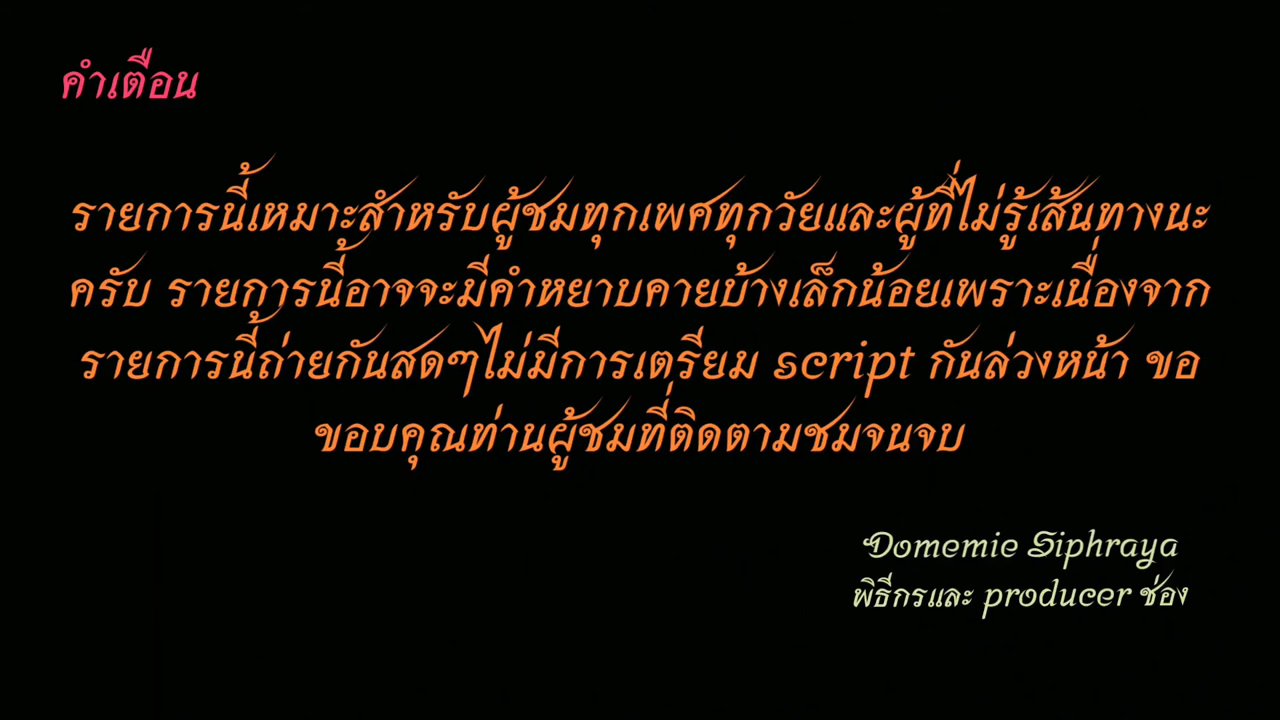 คำเตือน
รายการนี้เหมาะสำหรับผู้ชมทุกเพศทุกวัยและผู้ที่ไม่รู้เส้นทางนะ
ครับ รายการนี้อาจจะมีคำหยาบคายบ้างเล็กน้อยเพราะเนื่องจาก
รายการนี้ถ่ายกันสดๆไม่มีการเตรียม script กันล่วงหน้า ขอ
ขอบคุณท่านผู้ชมที่ติดตามชมจนจบ
Domemie Siphraya
พิธีกรและ producer ช่อง